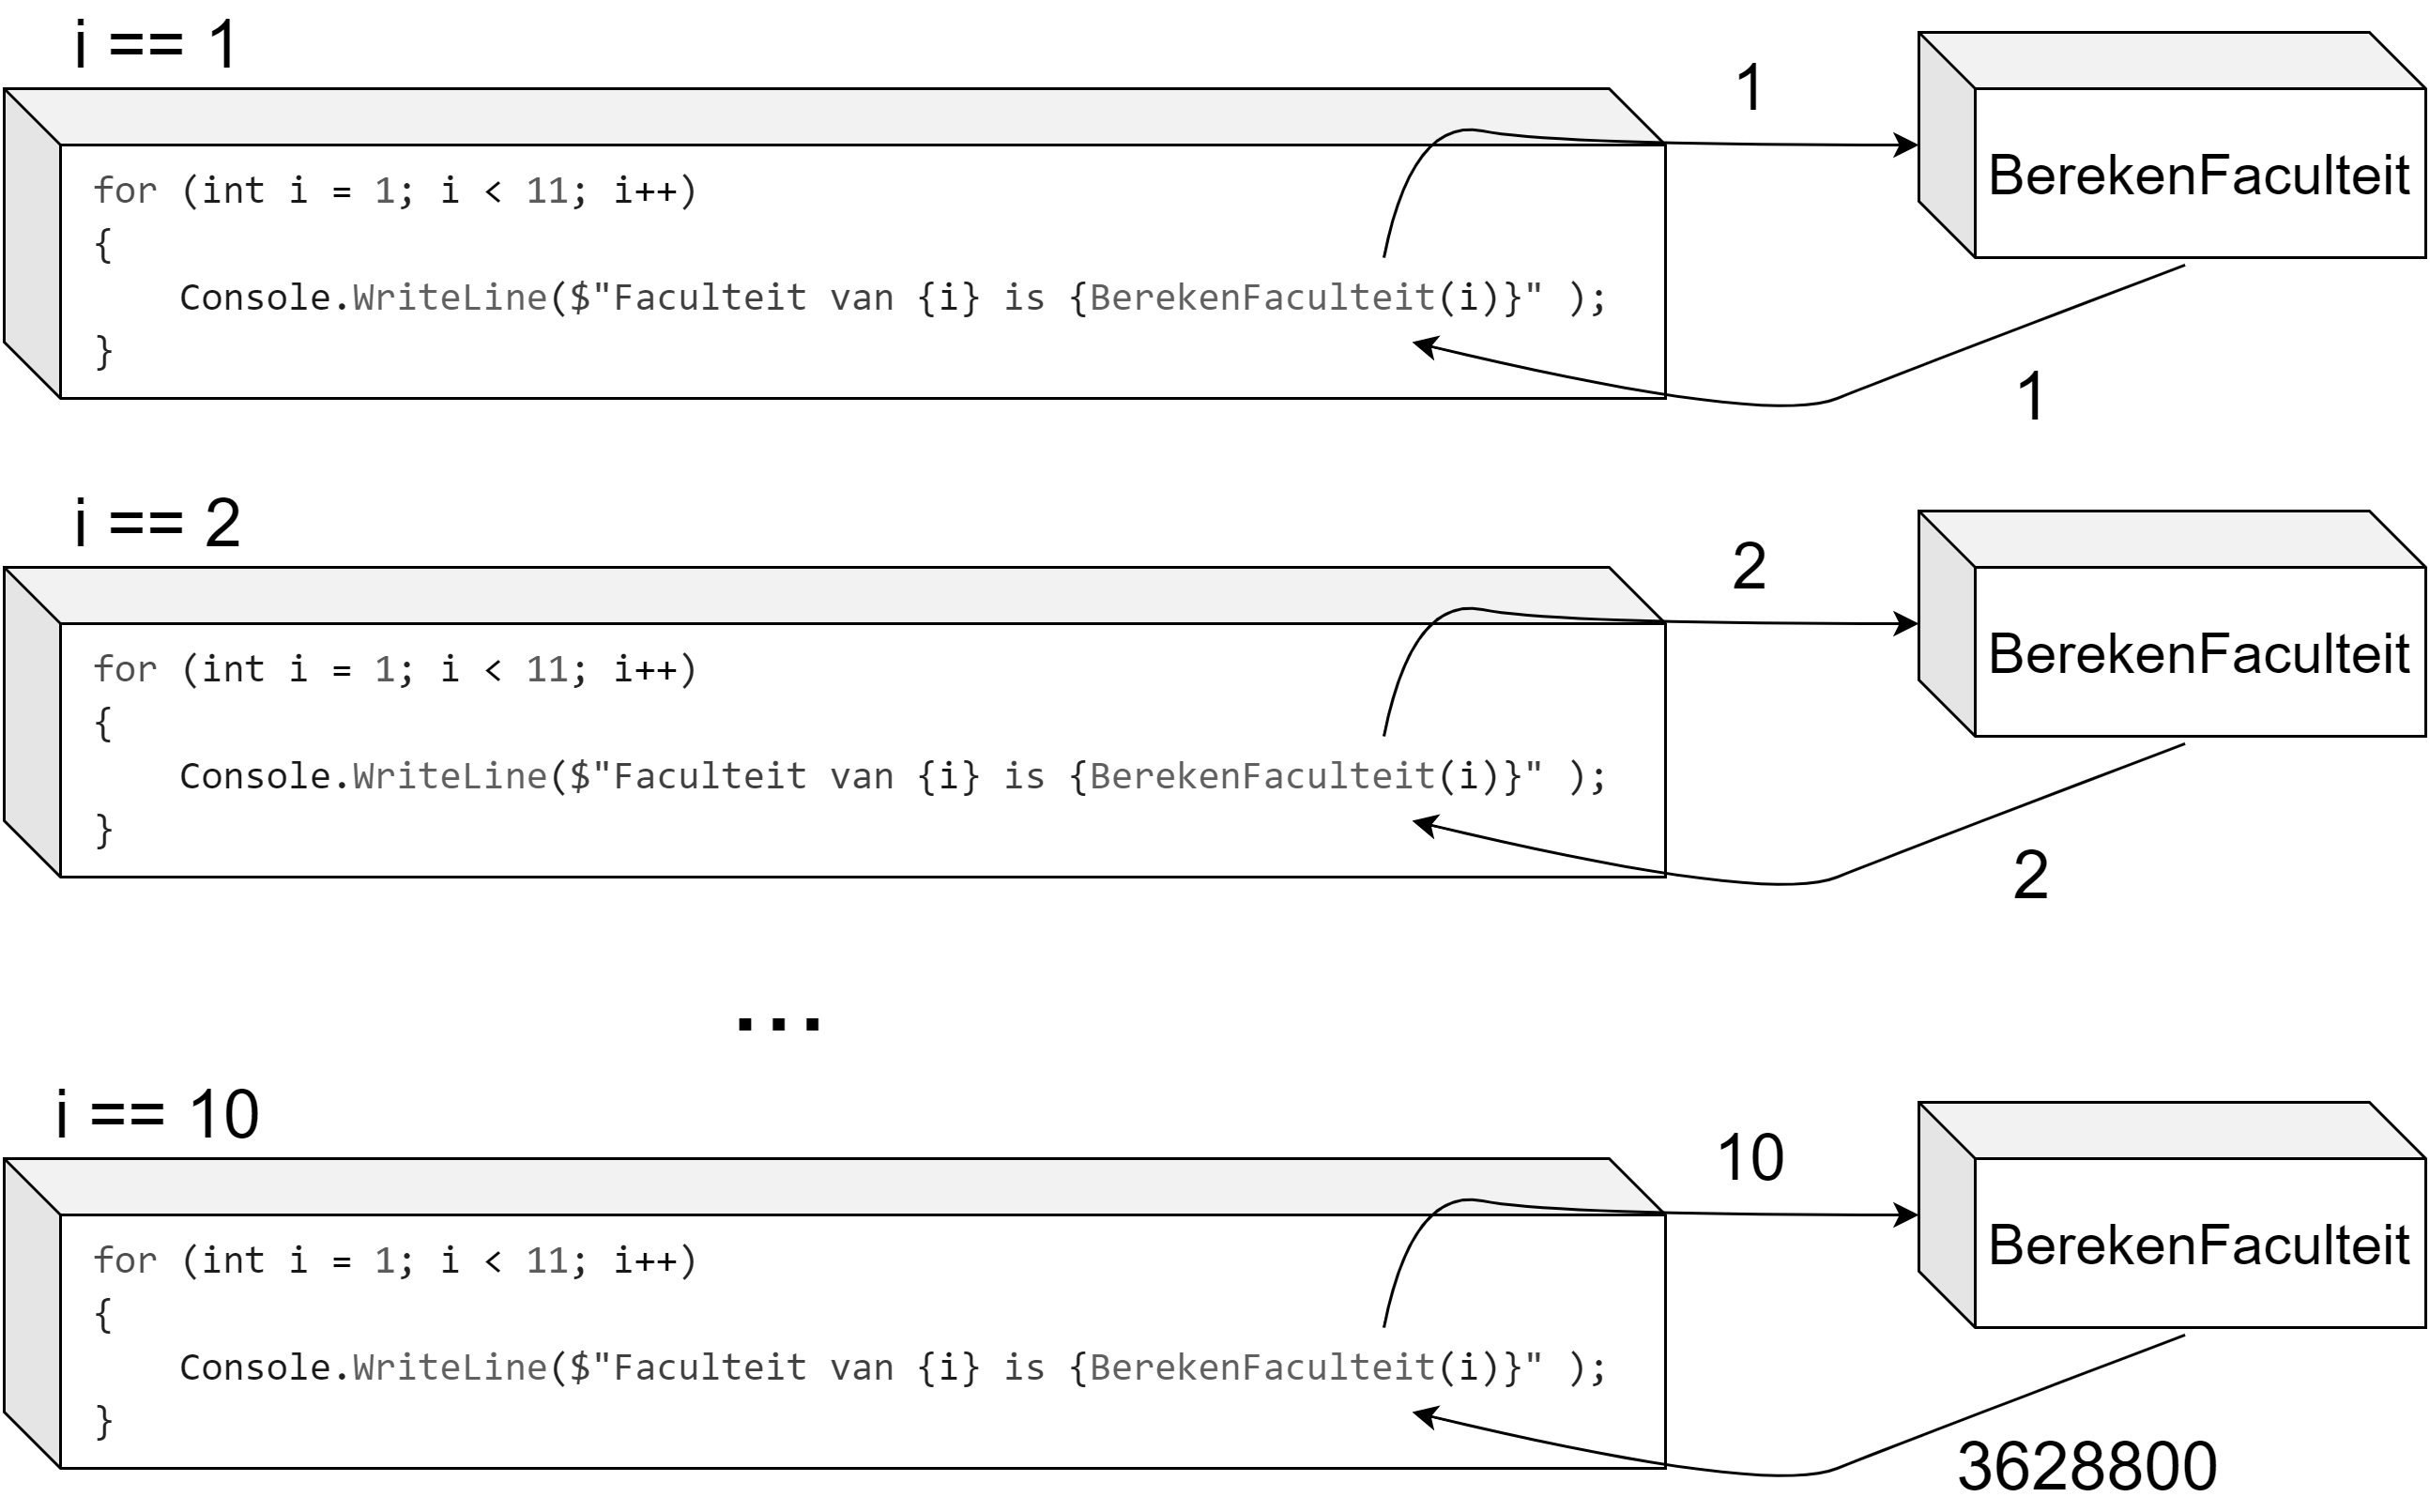 i == 1
1
for (int i = 1; i < 11; i++)
BerekenFaculteit
{
    Console.WriteLine($"Faculteit van {i} is {BerekenFaculteit(i)}" );
}
1
i == 2
2
for (int i = 1; i < 11; i++)
BerekenFaculteit
{
    Console.WriteLine($"Faculteit van {i} is {BerekenFaculteit(i)}" );
}
2
...
i == 10
10
for (int i = 1; i < 11; i++)
BerekenFaculteit
{
    Console.WriteLine($"Faculteit van {i} is {BerekenFaculteit(i)}" );
}
3628800